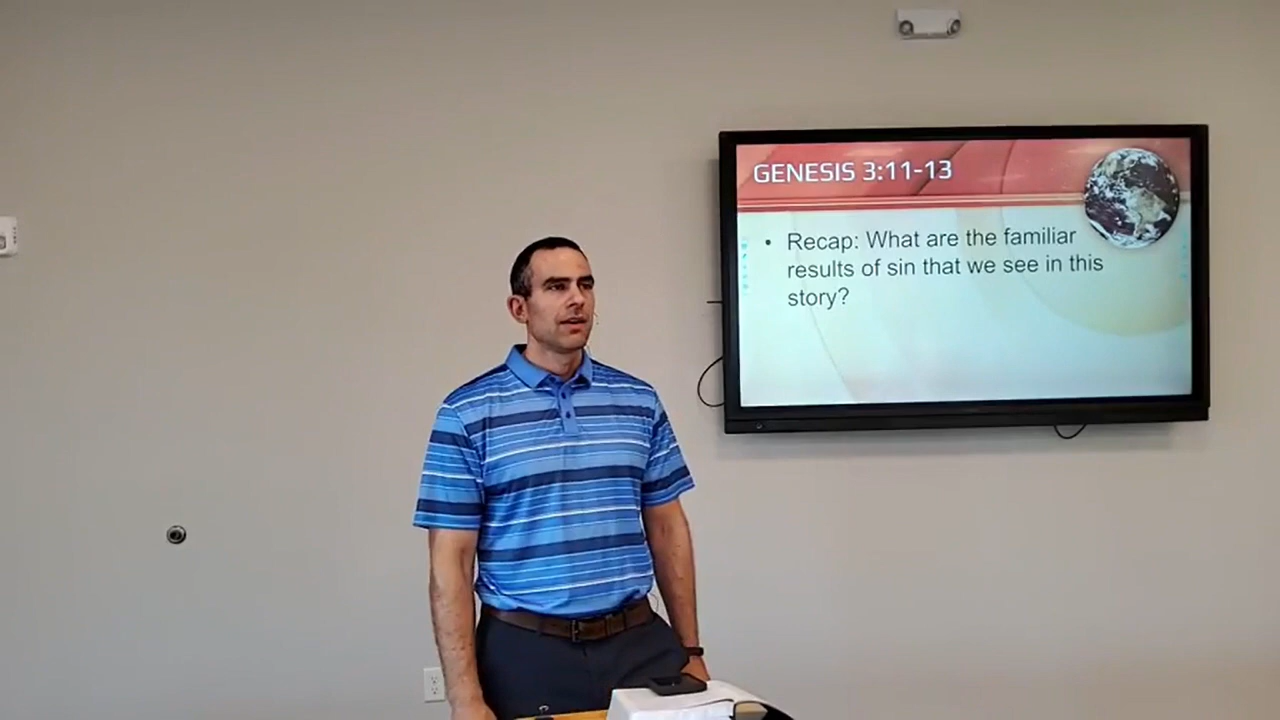 GENESIS 3:11-13
• Recap: What are the familiar
results of sin that we see in this
story?